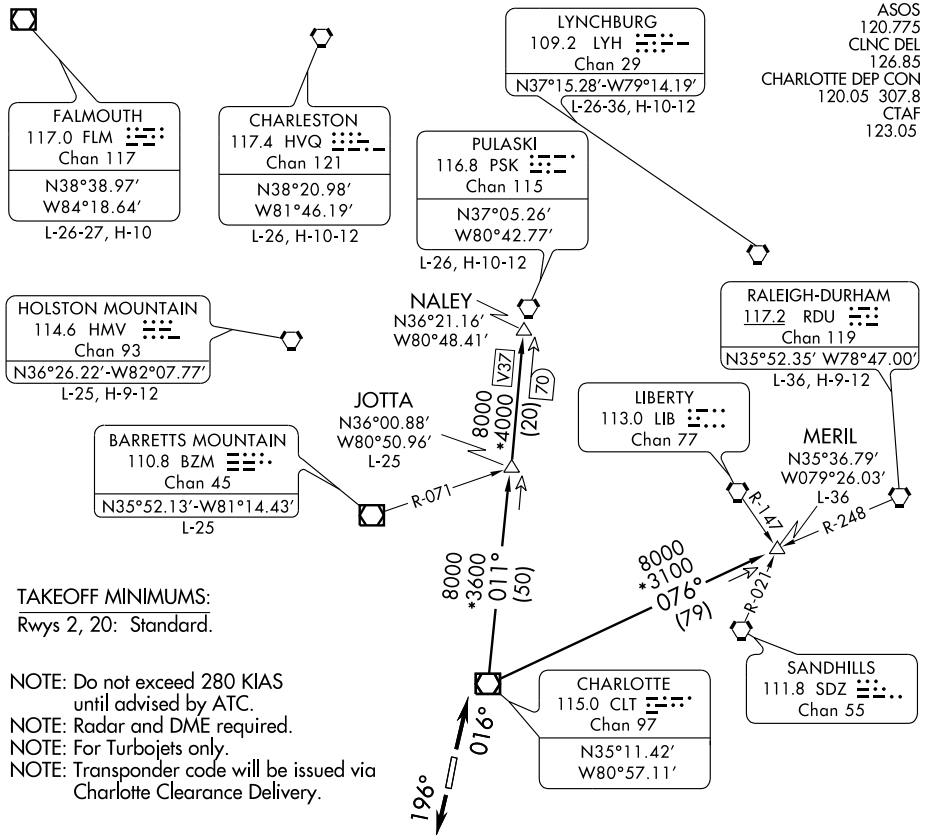 ASOS
120.775
CLNC DEL
126.85
CHARLOTTE DEP CON
120.05 307.8
CTAF
123.05
LYNCHBURG
109.2 LYH
Chan 29
N37°15.28’-W79°14.19’
L-26-36, H-10-12
FALMOUTH
117.0 FLM
Chan 117
N38°38.97’
W84°18.64’
L-26-27, H-10
CHARLESTON
117.4 HVQ
Chan 121
N38°20.98’
W81°46.19’
L-26, H-10-12
PULASKI
116.8 PSK
Chan 115
N37°05.26’
W80°42.77’
L-26, H-10-12
HOLSTON MOUNTAIN
114.6 HMV
Chan 93
N36°26.22’-W82°07.77’
L-25, H-9-12
NALEY
N36°21.16’
W80°48.41’
RALEIGH-DURHAM
117.2 RDU
Chan 119
N35°52.35’ W78°47.00’
L-36, H-9-12
V37
70
8000
*4000
(20)
JOTTA
N36°00.88’
W80°50.96’
L-25
LIBERTY
113.0 LIB
Chan 77
MERIL
N35°36.79’
W079°26.03’
L-36
BARRETTS MOUNTAIN
110.8 BZM
Chan 45
N35°52.13’-W81°14.43’
L-25
R-071
R-147
R-248
R-021
8000
*3600
011°
(50)
8000
*3100
076°
(79)
TAKEOFF MINIMUMS:
Rwys 2, 20: Standard.
SANDHILLS
111.8 SDZ
Chan 55
CHARLOTTE
115.0 CLT
Chan 97
N35°11.42’
W80°57.11’
NOTE: Do not exceed 280 KIAS
until advised by ATC.
NOTE: Radar and DME required.
NOTE: For Turbojets only.
NOTE: Transponder code will be issued via
Charlotte Clearance Delivery.
016°
196°